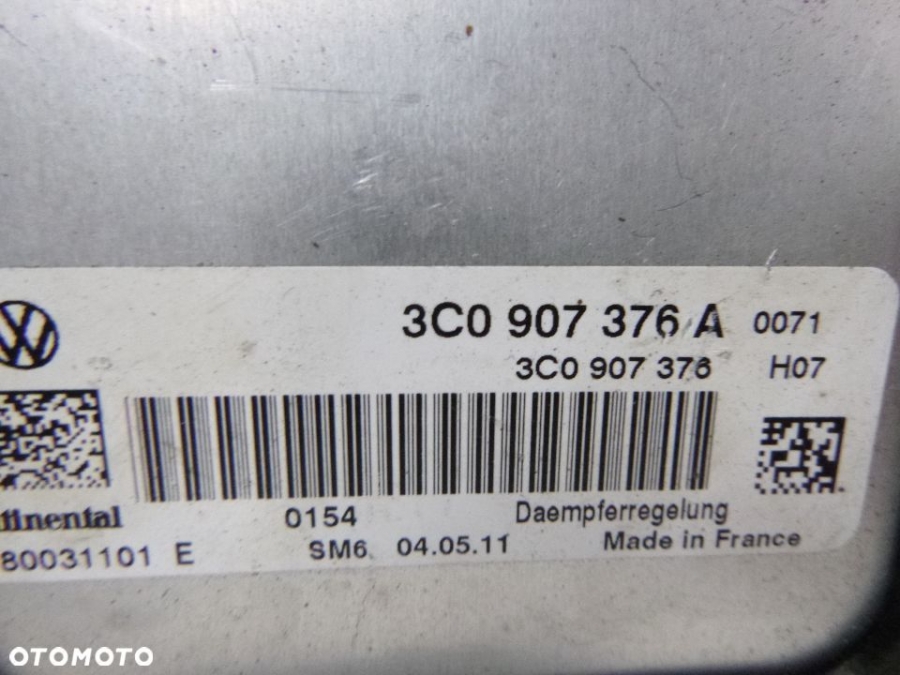 3C0 907 376 A 0071
3C0 907 376 H07
0154 Daempferregelung
80031101 E SM6 04.05.11 Made in France
OTOMOTO